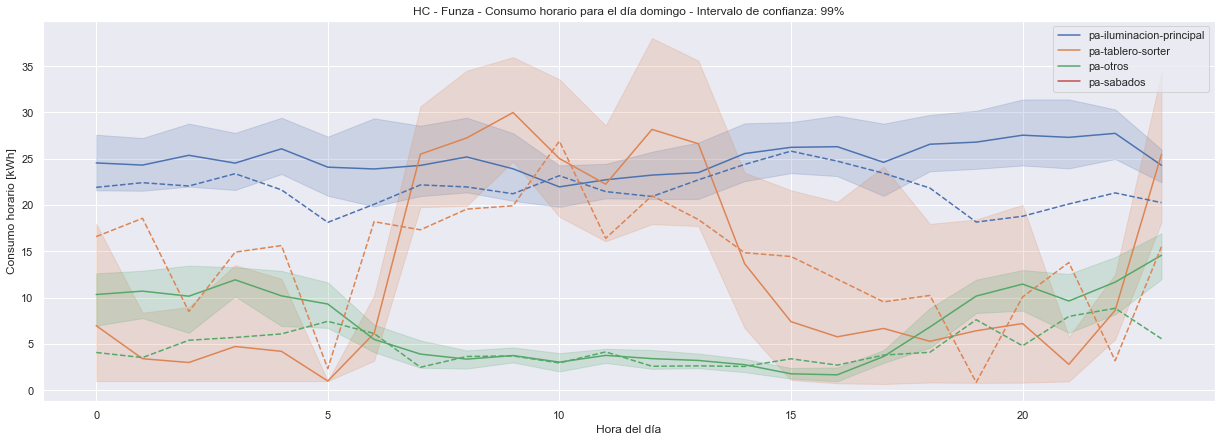 HC - Funza - Consumo horario para el día domingo - Intervalo de confianza: 99%
pa-iluminacion-principal
pa-tablero-sorter
pa-otros
pa-sabados
Consumo horario [kWh]
35
30
25
20
15
10
5
0
0 5 10 15 20
Hora del día